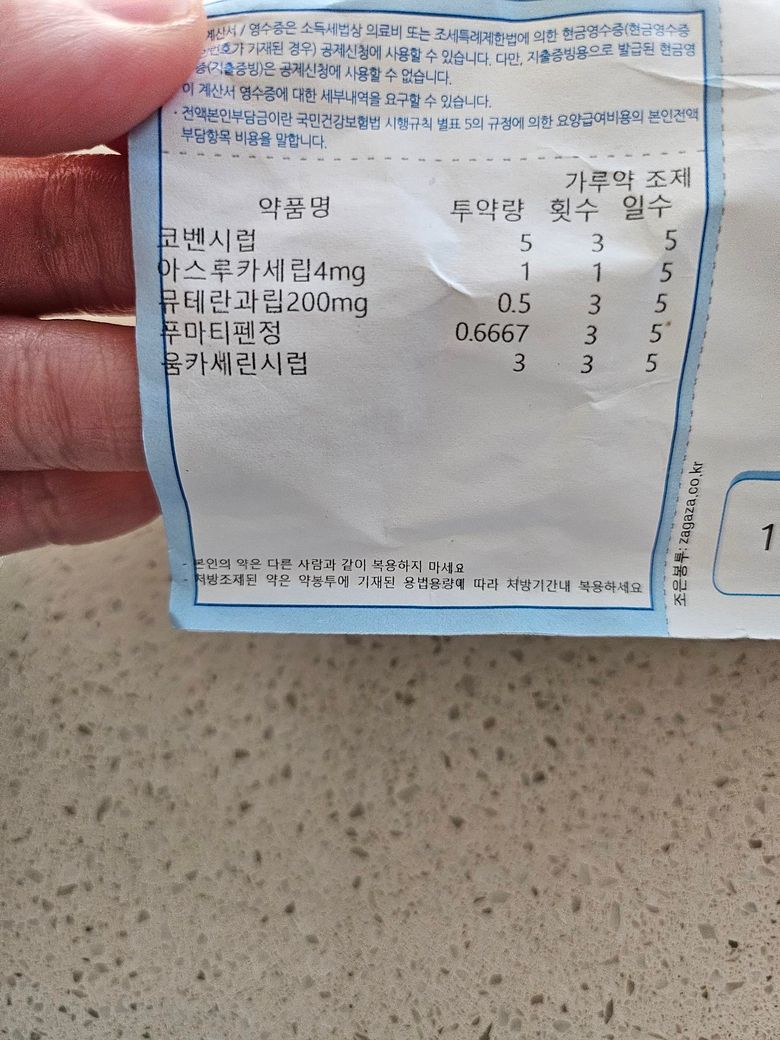 계산서 / 영수증은 소득세법상 의료비 또는 조세특례제한법에 의한 현금영수증(현금영수증
가 기재된 경우) 공제신청에 사용할 수 있습니다. 다만, 지출증빙용으로 발급된 현금영
증(지출증빙)은 공제신청에 사용할 수 없습니다.
이 계산서 영수증에 대한 세부내역을 요구할 수 있습니다.
· 전액본인부담금이란 국민건강보험법 시행규칙 별표 5의 규정에 의한 요양급여비용의 본인전액
부담항목 비용을 말합니다.
가루약 조제
약품명 투약량 횟수 일수
코벤시럽 5 3 5
아스루카세립4mg 1 1 5
뮤테란과립200mg 0.5 3 5
푸마티펜정 0.6667 3 5
움카세린시럽 3 3 5
- 본인의 약은 다른 사람과 같이 복용하지 마세요
- 처방조제된 약은 약봉투에 기재된 용법용량에 따라 처방기간내 복용하세요
조은봉투: zagaza.co.kr
1